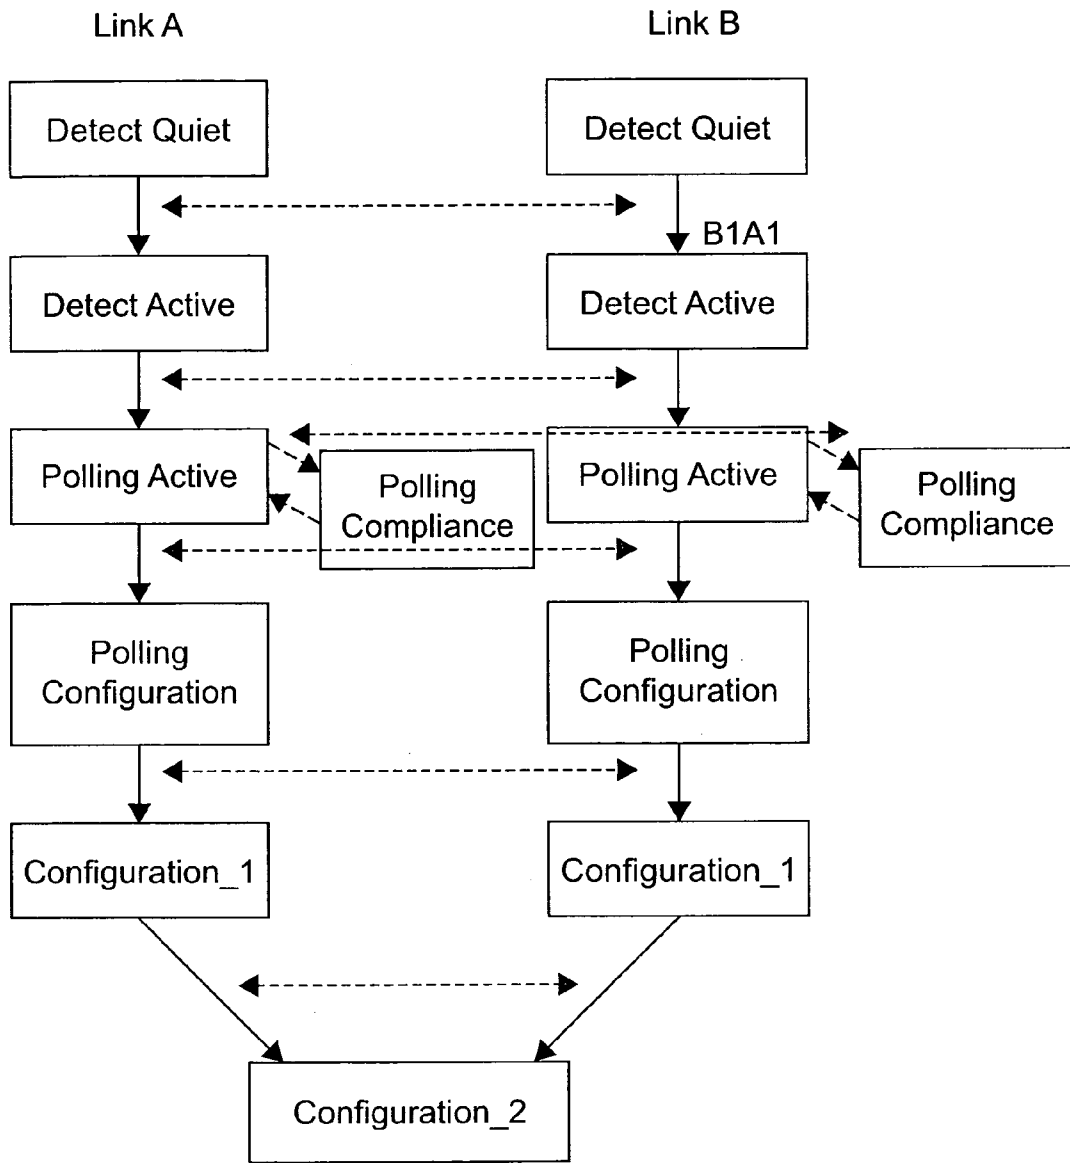 Link A
Link B
Detect Quiet
Detect Quiet
B1A1
Detect Active
Detect Active
Polling Active
Polling
Compliance
Polling Active
Polling
Compliance
Polling
Configuration
Polling
Configuration
Configuration_1
Configuration_1
Configuration_2